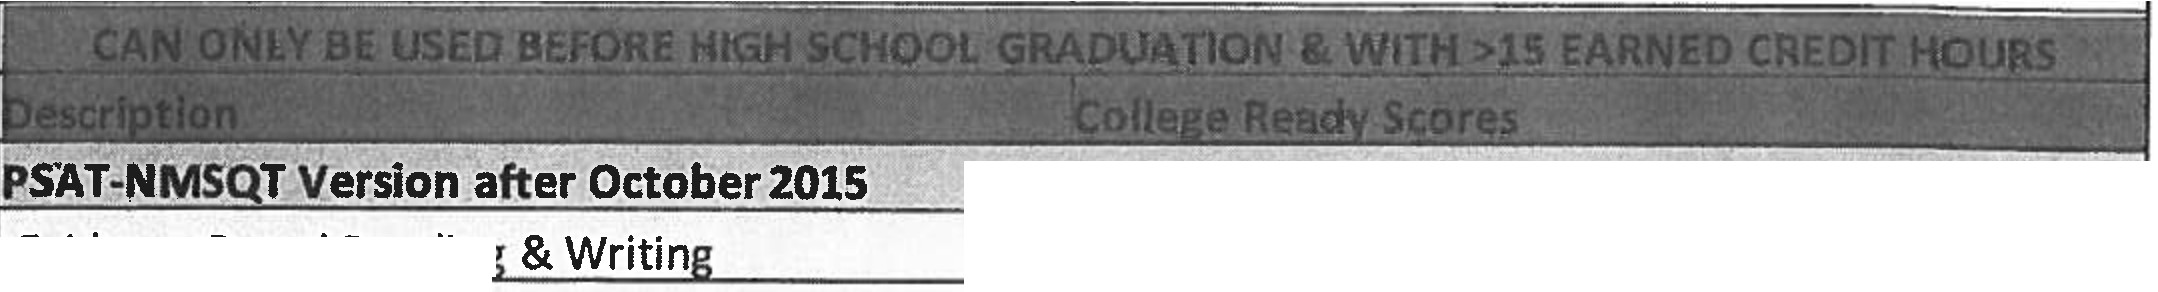 CAN ONLY BE USED BEFORE HIGH SCHOOL GRADUATION & WITH >15 EARNED CREDIT HOURS
Description College Ready Scores
PSAT-NMSQT Version after October 2015
& Writing